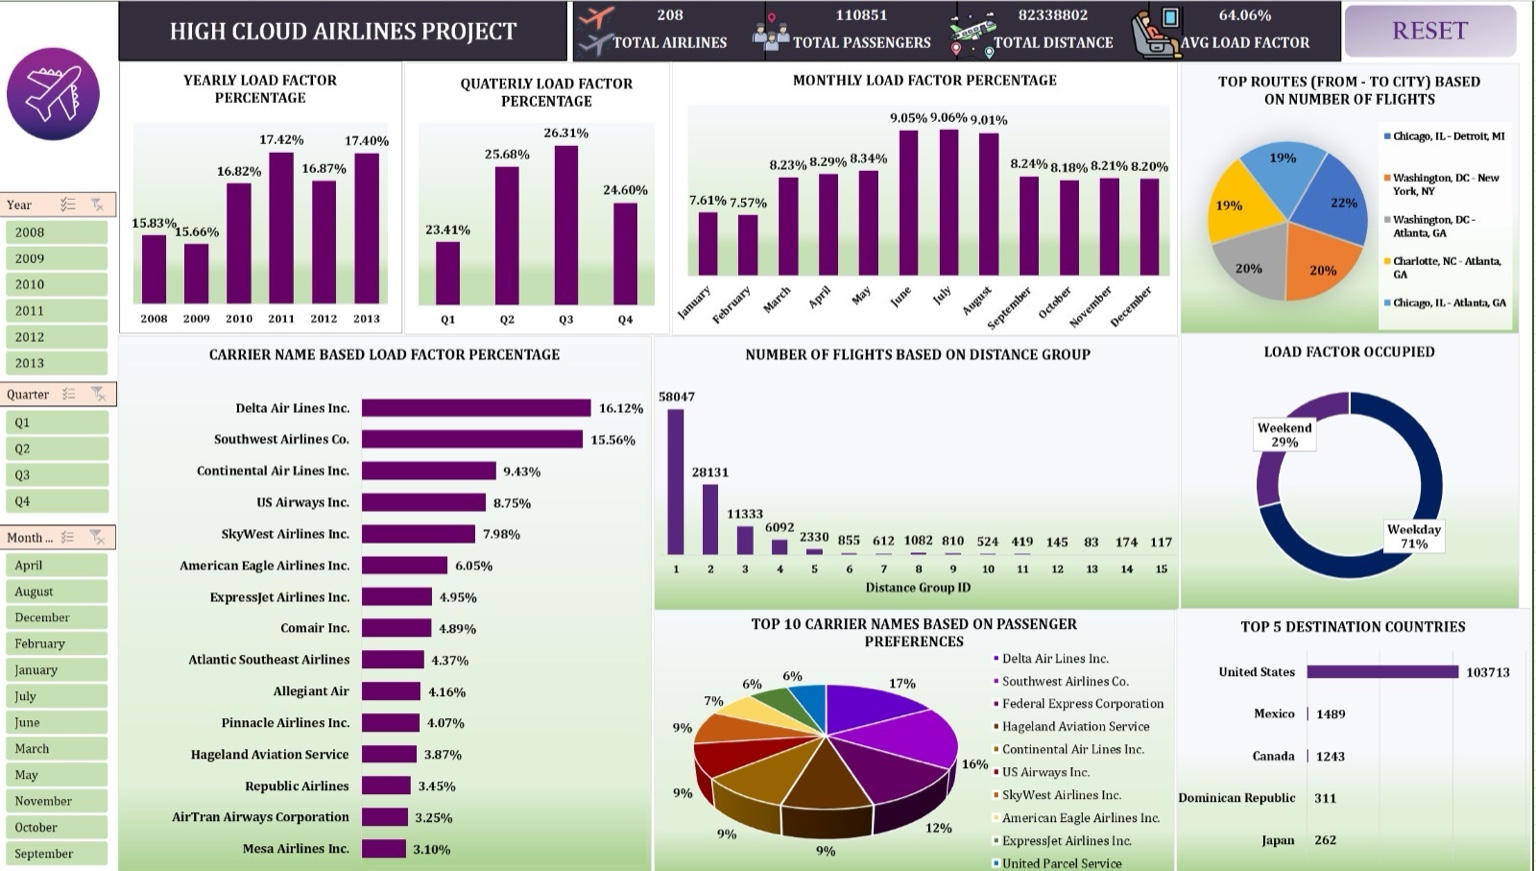 HIGH CLOUD AIRLINES PROJECT
208
TOTAL AIRLINES
110851
TOTAL PASSENGERS
82338802
TOTAL DISTANCE
64.06%
AVG LOAD FACTOR
RESET
Year
2008
2009
2010
2011
2012
2013
Quarter
Q1
Q2
Q3
Q4
Month ...
April
August
December
February
January
July
June
March
May
November
October
September
YEARLY LOAD FACTOR
PERCENTAGE
15.83%
15.66%
16.82%
17.42%
16.87%
17.40%
2008
2009
2010
2011
2012
2013
QUATERLY LOAD FACTOR
PERCENTAGE
23.41%
25.68%
26.31%
24.60%
Q1
Q2
Q3
Q4
MONTHLY LOAD FACTOR PERCENTAGE
7.61%
7.57%
8.23%
8.29%
8.34%
9.05%
9.06%
9.01%
8.24%
8.18%
8.21%
8.20%
January
February
March
April
May
June
July
August
September
October
November
December
TOP ROUTES (FROM - TO CITY) BASED
ON NUMBER OF FLIGHTS
19%
22%
19%
20%
20%
Chicago, IL - Detroit, MI
Washington, DC - New
York, NY
Washington, DC -
Atlanta, GA
Charlotte, NC - Atlanta,
GA
Chicago, IL - Atlanta, GA
CARRIER NAME BASED LOAD FACTOR PERCENTAGE
Delta Air Lines Inc. 16.12%
Southwest Airlines Co. 15.56%
Continental Air Lines Inc. 9.43%
US Airways Inc. 8.75%
SkyWest Airlines Inc. 7.98%
American Eagle Airlines Inc. 6.05%
ExpressJet Airlines Inc. 4.95%
Comair Inc. 4.89%
Atlantic Southeast Airlines 4.37%
Allegiant Air 4.16%
Pinnacle Airlines Inc. 4.07%
Hageland Aviation Service 3.87%
Republic Airlines 3.45%
AirTran Airways Corporation 3.25%
Mesa Airlines Inc. 3.10%
NUMBER OF FLIGHTS BASED ON DISTANCE GROUP
58047
28131
11333
6092
2330
855
612
1082
810
524
419
145
83
174
117
1 2 3 4 5 6 7 8 9 10 11 12 13 14 15
Distance Group ID
LOAD FACTOR OCCUPIED
Weekend
29%
Weekday
71%
TOP 10 CARRIER NAMES BASED ON PASSENGER
PREFERENCES
17%
16%
12%
9%
9%
9%
9%
7%
6%
6%
Delta Air Lines Inc.
Southwest Airlines Co.
Federal Express Corporation
Hageland Aviation Service
Continental Air Lines Inc.
US Airways Inc.
SkyWest Airlines Inc.
American Eagle Airlines Inc.
ExpressJet Airlines Inc.
United Parcel Service
TOP 5 DESTINATION COUNTRIES
United States 103713
Mexico 1489
Canada 1243
Dominican Republic 311
Japan 262